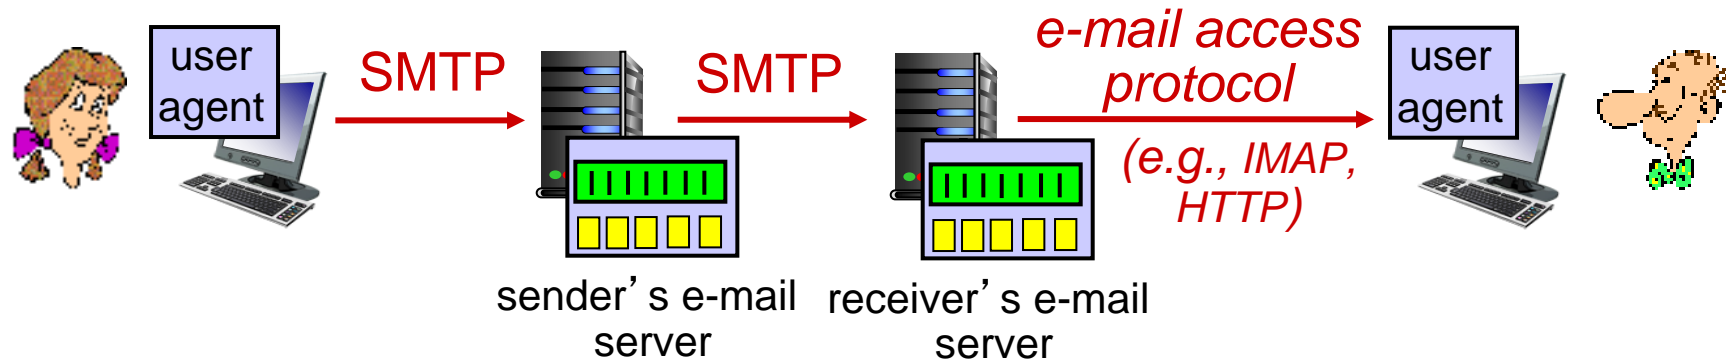 user
agent
SMTP
SMTP
e-mail access
protocol
(e.g., IMAP,
HTTP)
user
agent
sender’s e-mail
server
receiver’s e-mail
server